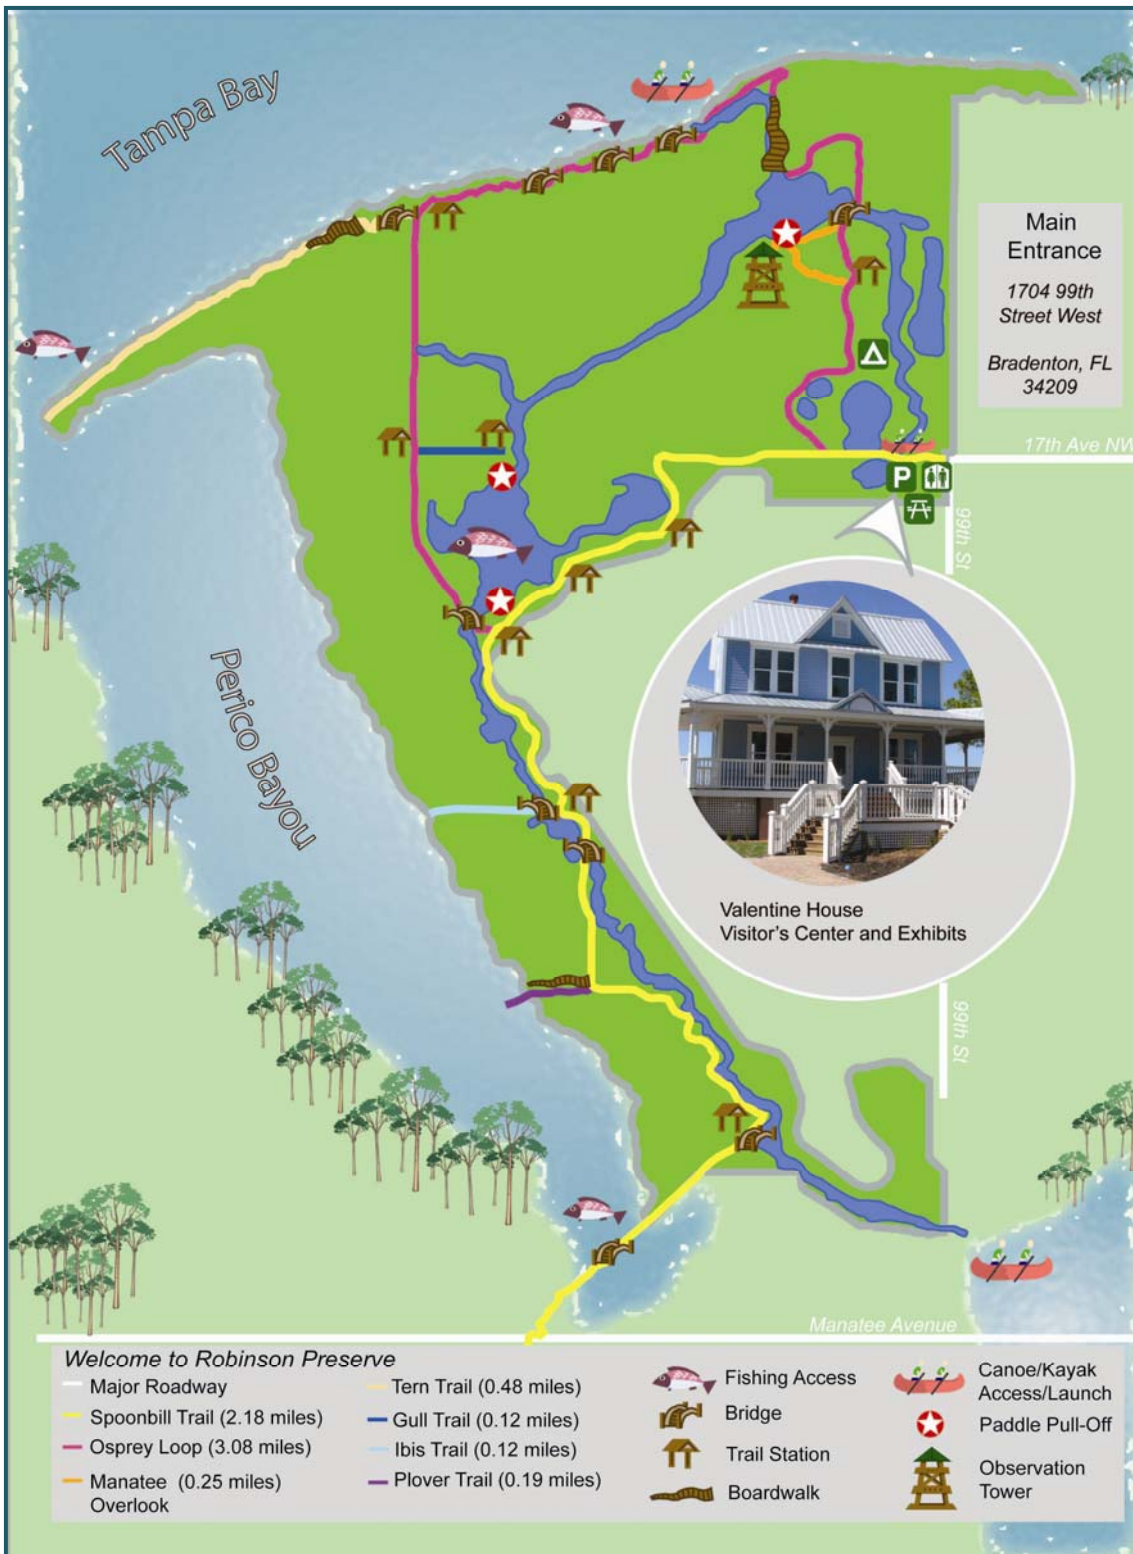 Tampa Bay
Main
Entrance
1704 99th
Street West
Bradenton, FL
34209
17th Ave NW
P
99th St
Perico Bayou
Valentine House
Visitor's Center and Exhibits
99th St
Manatee Avenue
Welcome to Robinson Preserve
Major Roadway
Spoonbill Trail (2.18 miles)
Osprey Loop (3.08 miles)
Manatee (0.25 miles)
Overlook
Tern Trail (0.48 miles)
Gull Trail (0.12 miles)
Ibis Trail (0.12 miles)
Plover Trail (0.19 miles)
Fishing Access
Bridge
Trail Station
Boardwalk
Canoe/Kayak
Access/Launch
Paddle Pull-Off
Observation
Tower